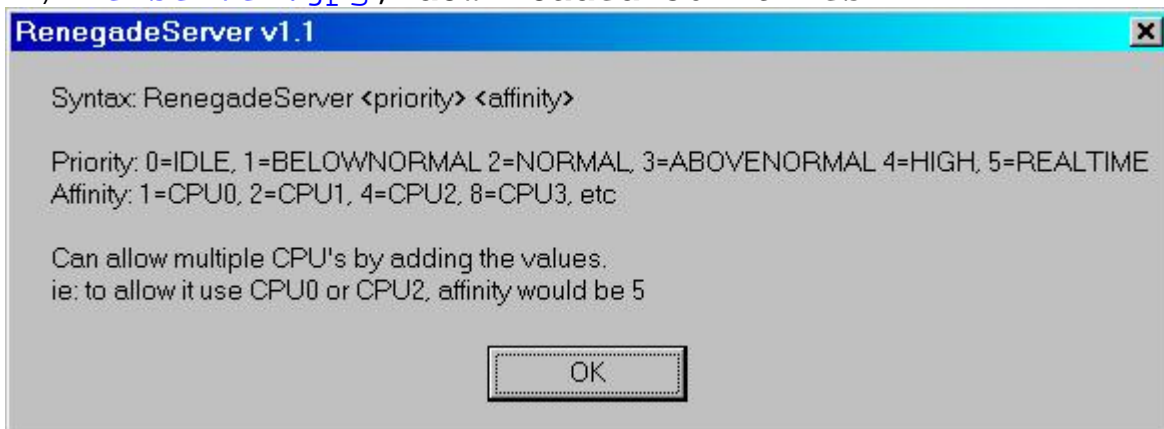 RenegadeServer v1.1
Syntax: RenegadeServer <priority> <affinity>
Priority: 0=IDLE, 1=BELOWNORMAL 2=NORMAL, 3=ABOVENORMAL 4=HIGH, 5=REALTIME
Affinity: 1=CPU0, 2=CPU1, 4=CPU2, 8=CPU3, etc
Can allow multiple CPU's by adding the values.
ie: to allow it use CPU0 or CPU2, affinity would be 5
OK